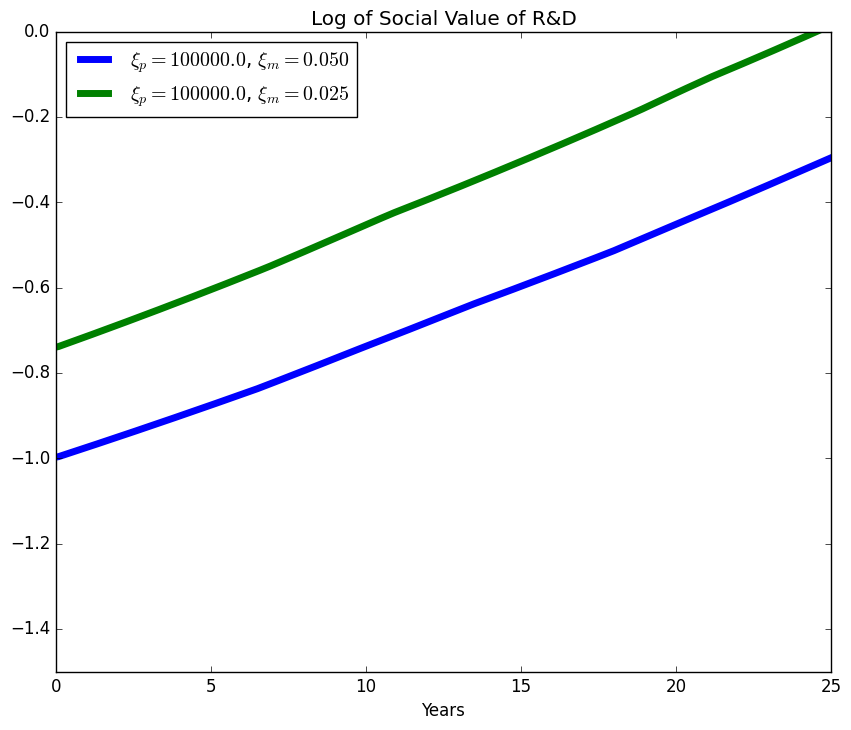 Log of Social Value of R&D
ξₚ = 100000.0, ξₘ = 0.050
ξₚ = 100000.0, ξₘ = 0.025
0.0
−0.2
−0.4
−0.6
−0.8
−1.0
−1.2
−1.4
0 5 10 15 20 25
Years